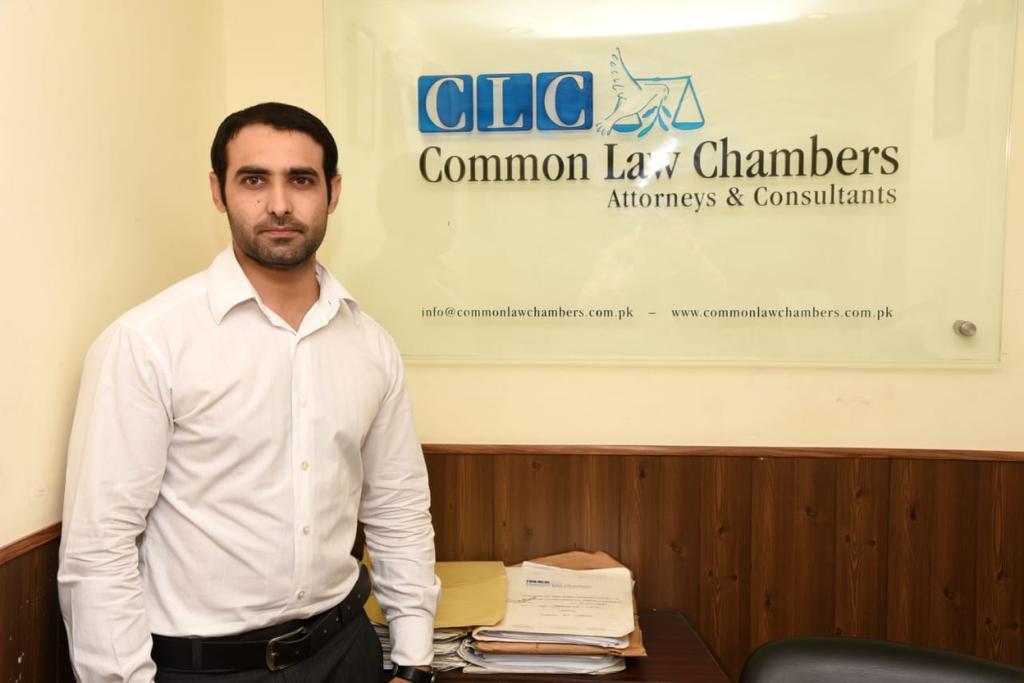 CLC
Common Law Chambers
Attorneys & Consultants
info@commonlawchambers.com.pk – www.commonlawchambers.com.pk